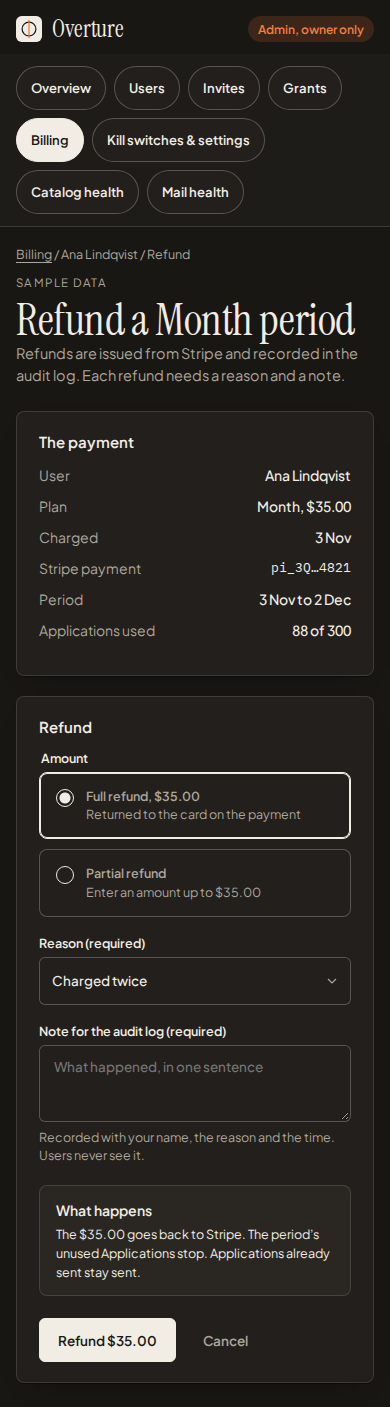 Overture
Admin, owner only
Overview
Users
Invites
Grants
Billing
Kill switches & settings
Catalog health
Mail health
Billing / Ana Lindqvist / Refund
SAMPLE DATA
Refund a Month period
Refunds are issued from Stripe and recorded in the
audit log. Each refund needs a reason and a note.
The payment
User
Ana Lindqvist
Plan
Month, $35.00
Charged
3 Nov
Stripe payment
pi_3Q…4821
Period
3 Nov to 2 Dec
Applications used
88 of 300
Refund
Amount
Full refund, $35.00
Returned to the card on the payment
Partial refund
Enter an amount up to $35.00
Reason (required)
Charged twice
Note for the audit log (required)
What happened, in one sentence
Recorded with your name, the reason and the time.
Users never see it.
What happens
The $35.00 goes back to Stripe. The period's
unused Applications stop. Applications already
sent stay sent.
Refund $35.00
Cancel